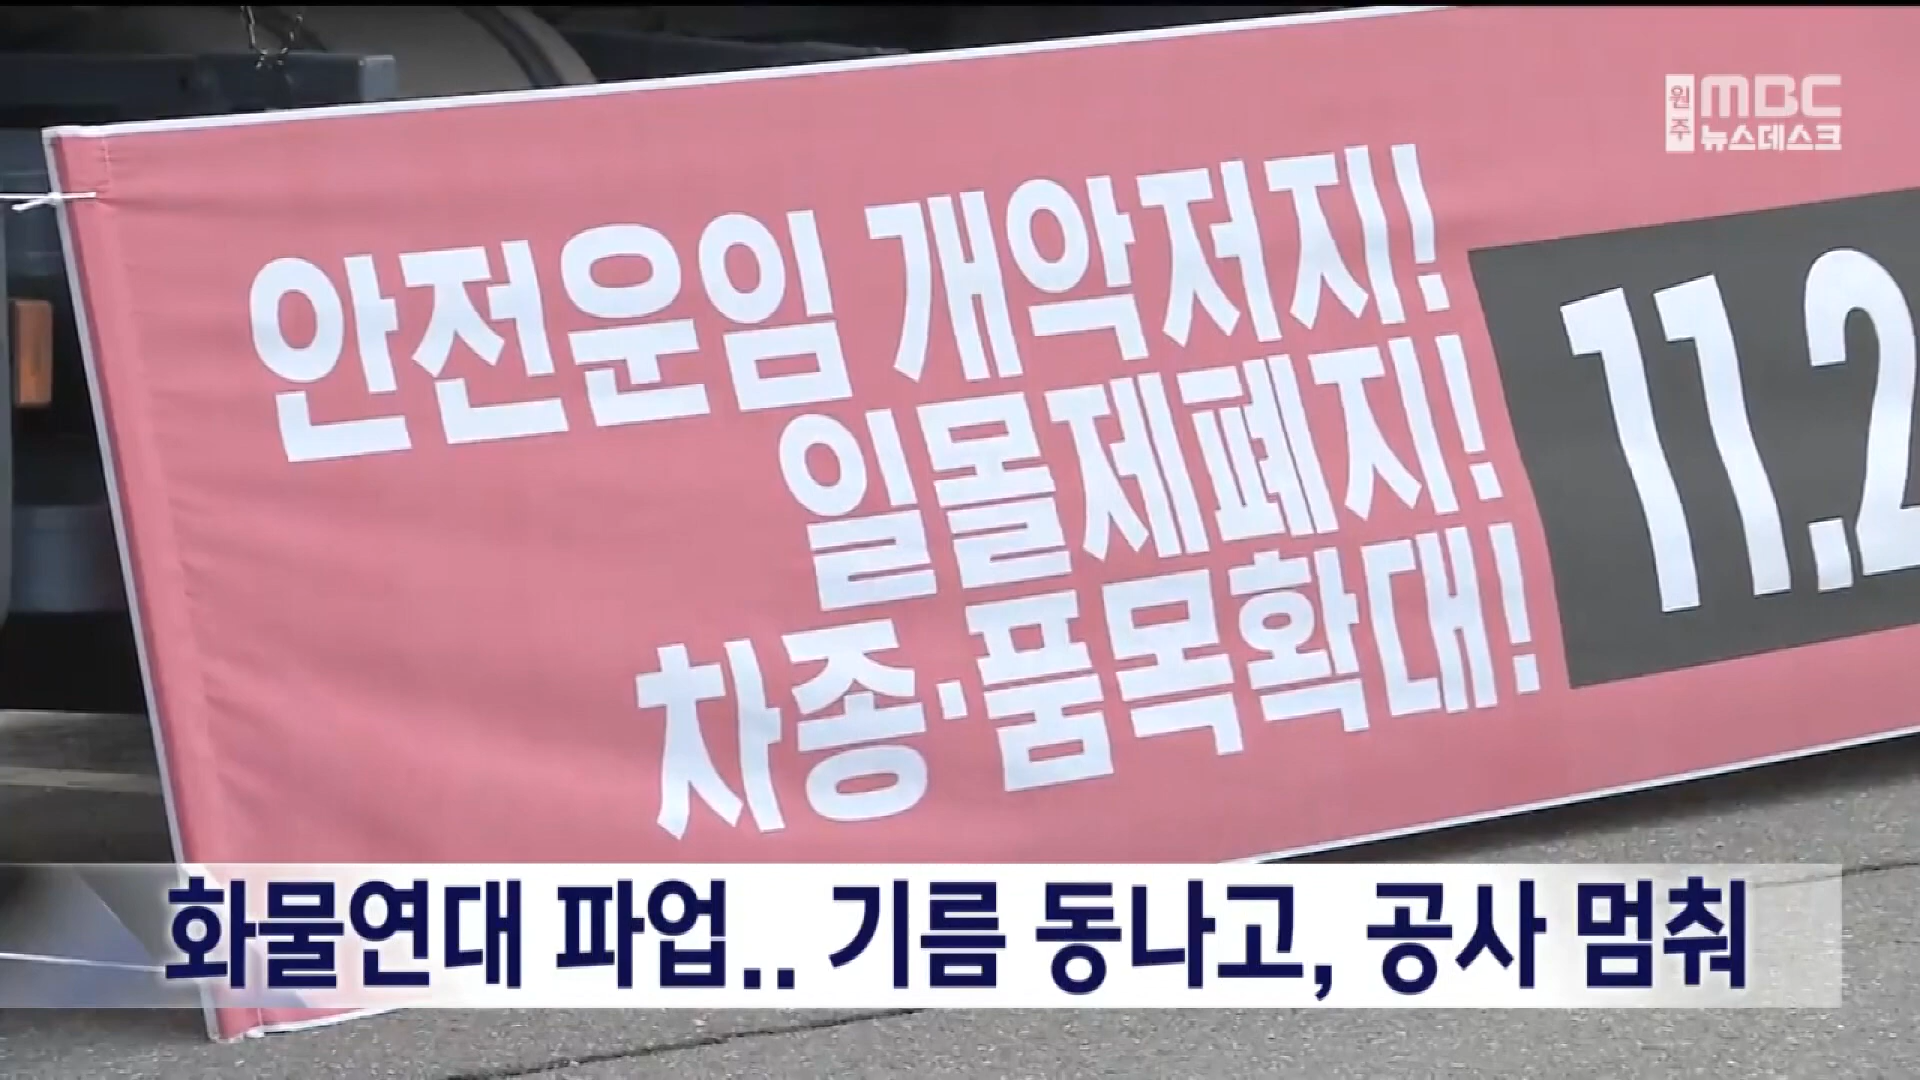 원주 MBC
뉴스데스크
안전운임 개악저지!
일몰제폐지!
차종·품목확대!
11.2
화물연대 파업.. 기름 동나고, 공사 멈춰